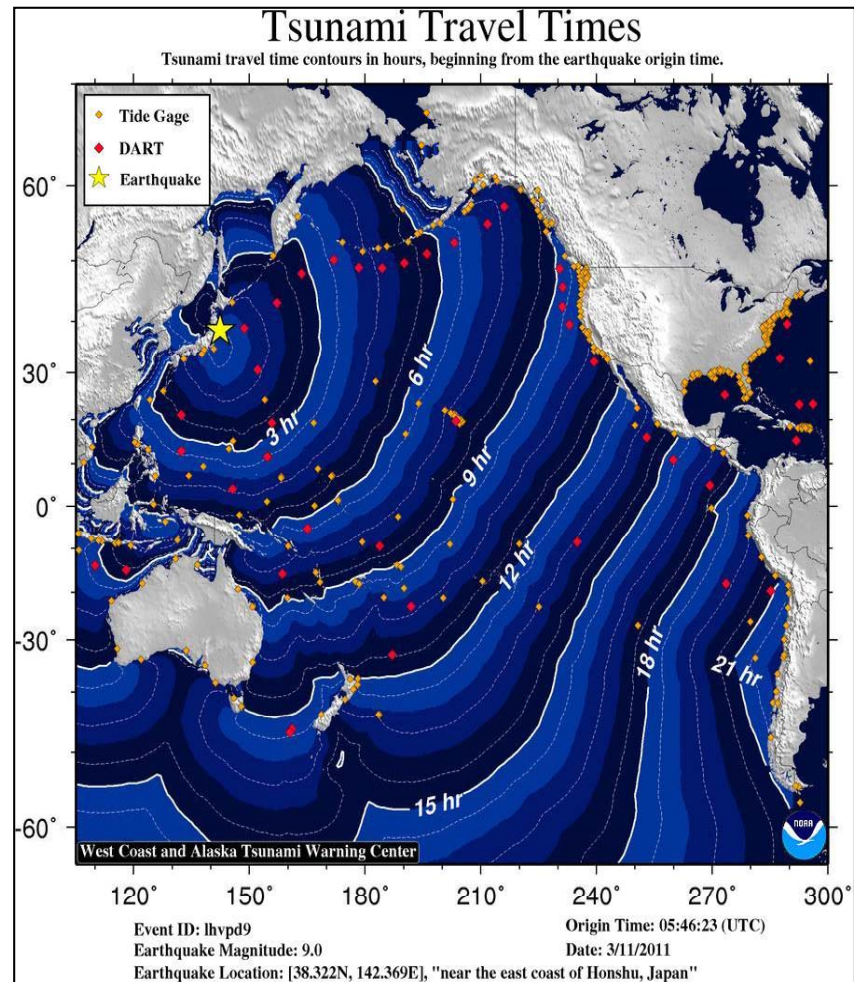 Tsunami Travel Times
Tsunami travel time contours in hours, beginning from the earthquake origin time.
Tide Gage
DART
Earthquake
60°
30°
0°
-30°
-60°
3 hr
6 hr
9 hr
12 hr
15 hr
18 hr
21 hr
NOAA
West Coast and Alaska Tsunami Warning Center
120° 150° 180° 210° 240° 270° 300°
Event ID: lhvpd9
Origin Time: 05:46:23 (UTC)
Earthquake Magnitude: 9.0
Date: 3/11/2011
Earthquake Location: [38.322N, 142.369E], "near the east coast of Honshu, Japan"